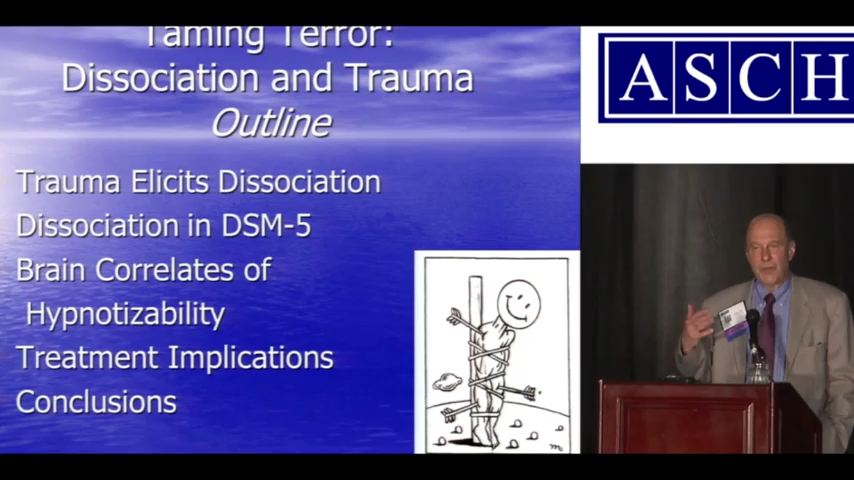 Taming Terror:
Dissociation and Trauma
Outline
Trauma Elicits Dissociation
Dissociation in DSM-5
Brain Correlates of
Hypnotizability
Treatment Implications
Conclusions
ASCH